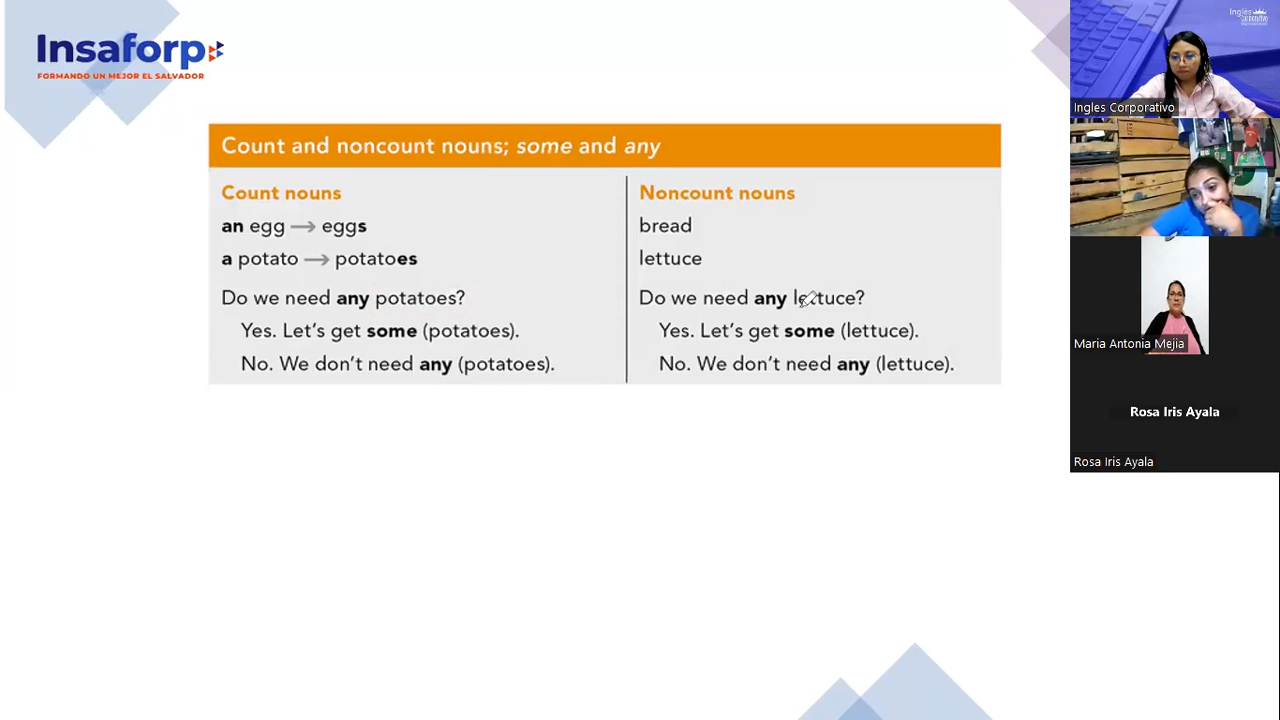 Insaforp
FORMANDO UN MEJOR EL SALVADOR
Count and noncount nouns; some and any
Count nouns
an egg → eggs
a potato → potatoes
Do we need any potatoes?
Yes. Let's get some (potatoes).
No. We don't need any (potatoes).
Noncount nouns
bread
lettuce
Do we need any lettuce?
Yes. Let's get some (lettuce).
No. We don't need any (lettuce).
Inglés
Ingles Corporativo
Maria Antonia Mejia
Rosa Iris Ayala
Rosa Iris Ayala